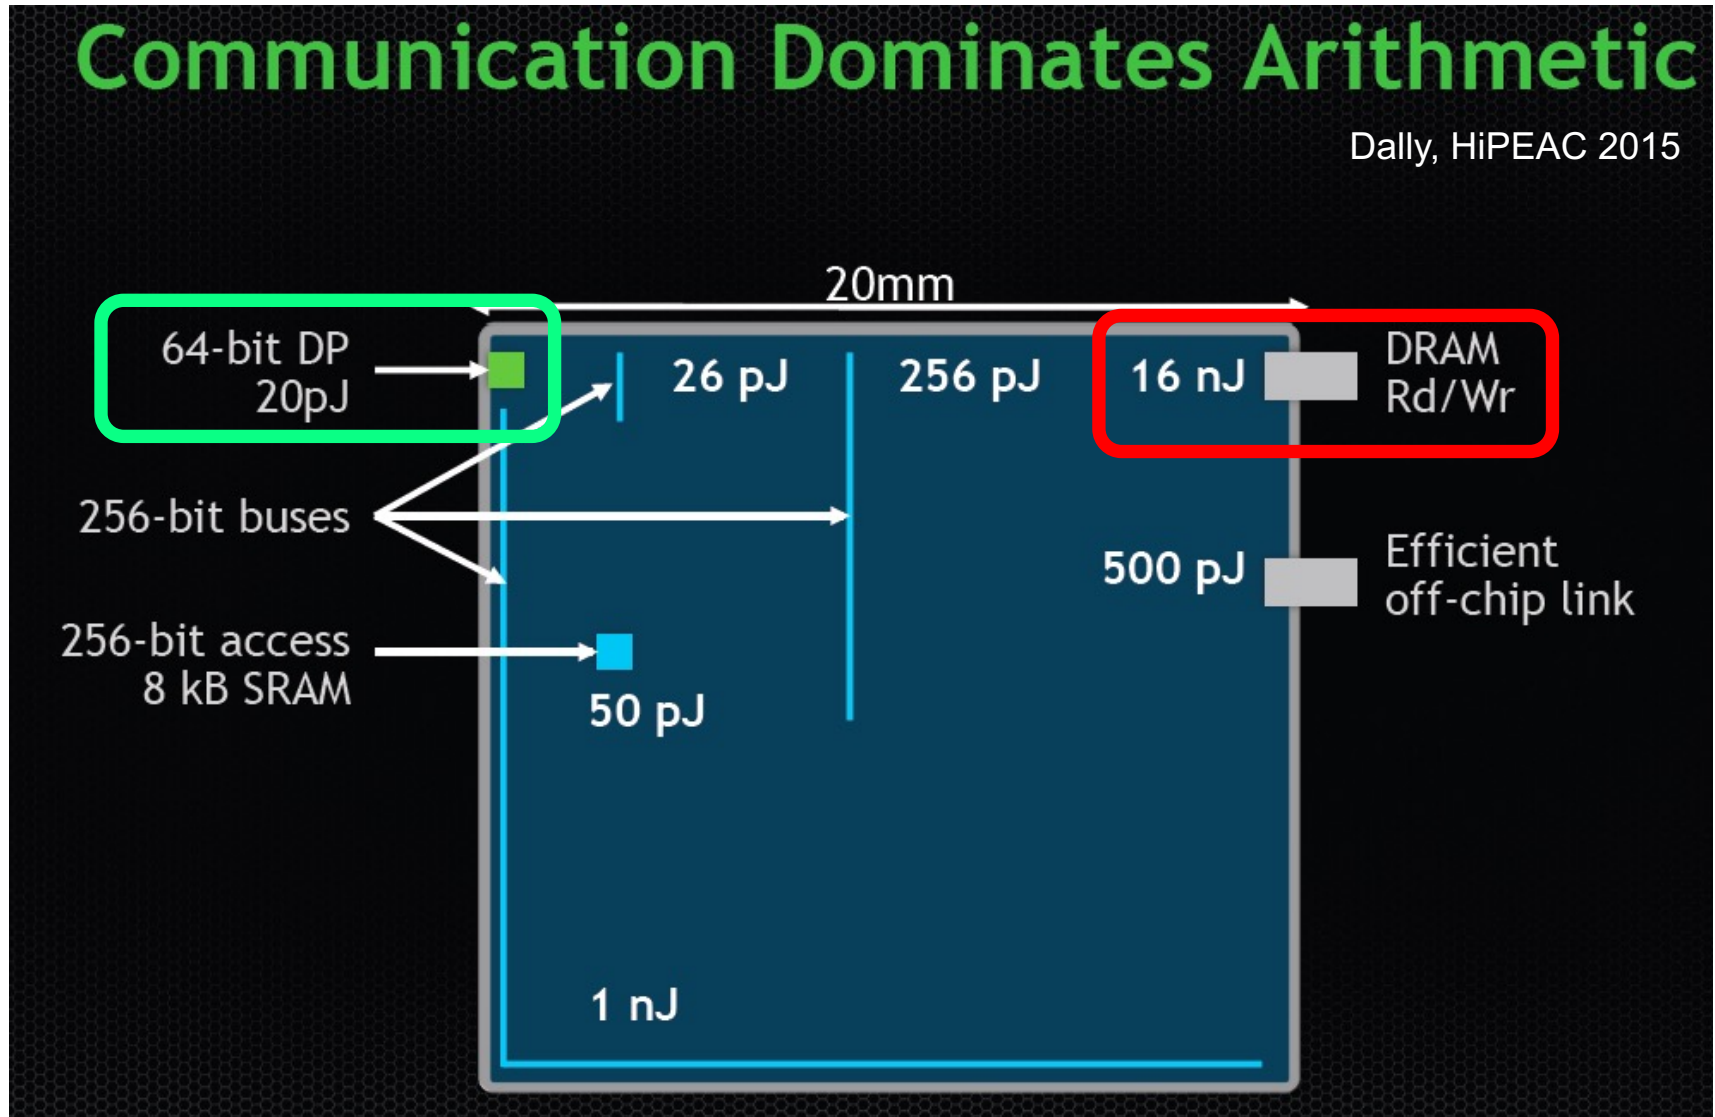 Communication Dominates Arithmetic
Dally, HiPEAC 2015
20mm
64-bit DP
20pJ
26 pJ
256 pJ
16 nJ
DRAM
Rd/Wr
256-bit buses
500 pJ
Efficient
off-chip link
256-bit access
8 kB SRAM
50 pJ
1 nJ